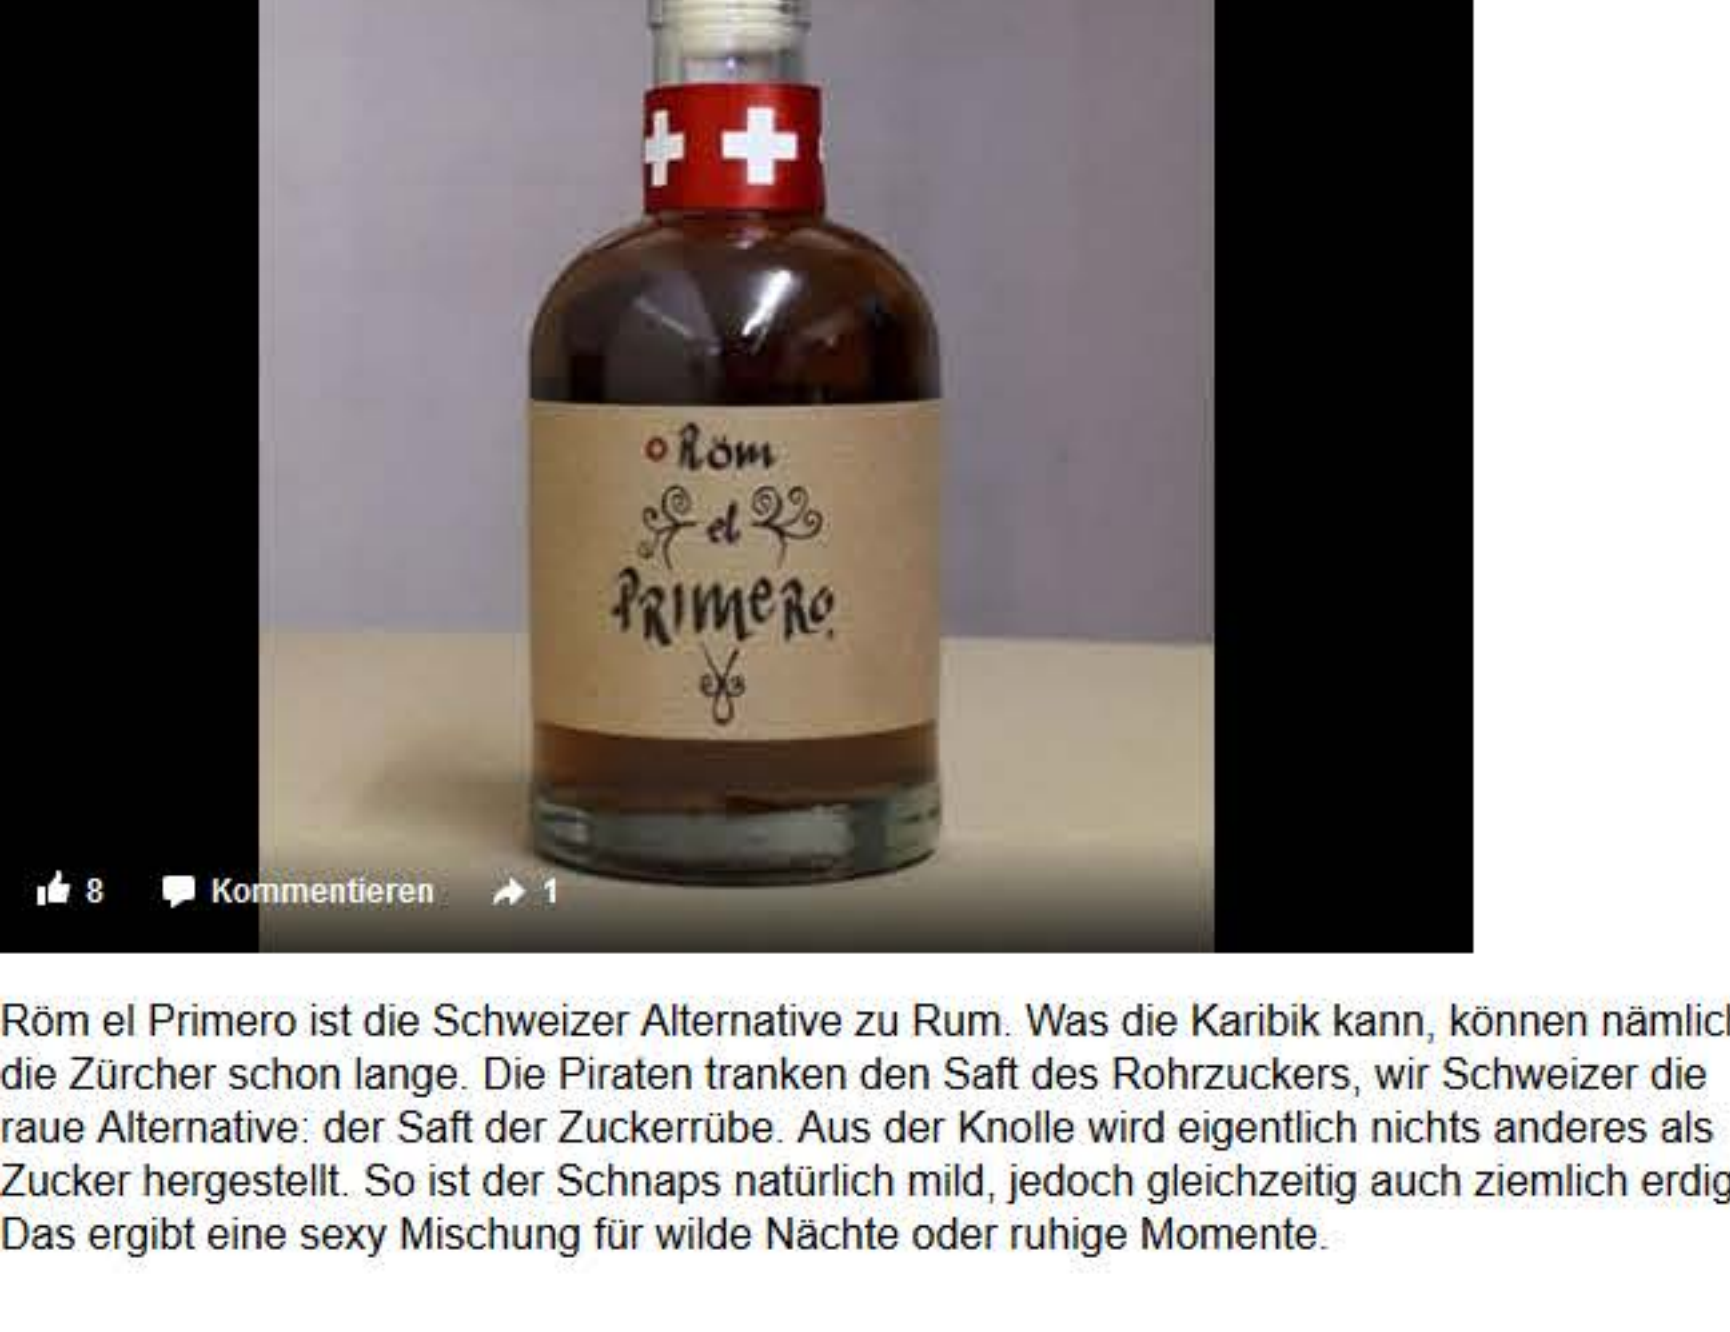 Röm
el
PRIMERO.
8 Kommentieren 1
Röm el Primero ist die Schweizer Alternative zu Rum. Was die Karibik kann, können nämlich
die Zürcher schon lange. Die Piraten tranken den Saft des Rohrzuckers, wir Schweizer die
raue Alternative: der Saft der Zuckerrübe. Aus der Knolle wird eigentlich nichts anderes als
Zucker hergestellt. So ist der Schnaps natürlich mild, jedoch gleichzeitig auch ziemlich erdig
Das ergibt eine sexy Mischung für wilde Nächte oder ruhige Momente.